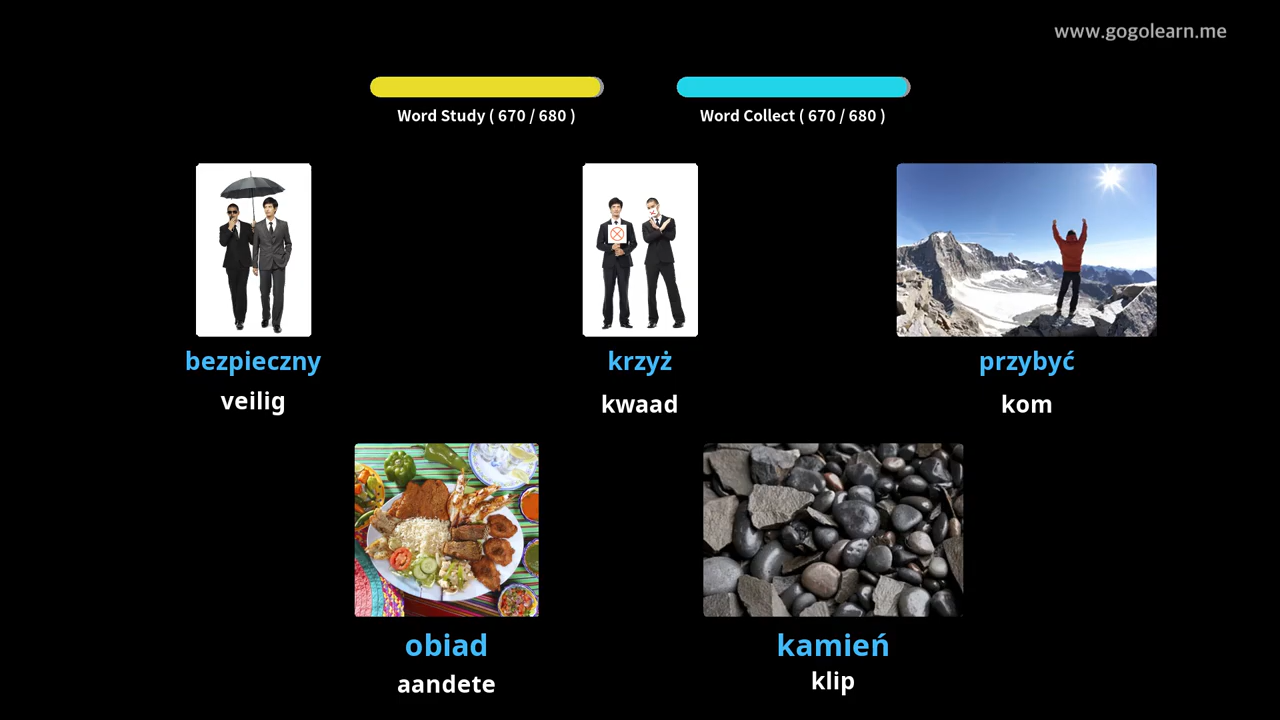 www.gogolearn.me
Word Study ( 670 / 680 )
Word Collect ( 670 / 680 )
bezpieczny
veilig
krzyż
kwaad
przybyć
kom
obiad
aandete
kamień
klip